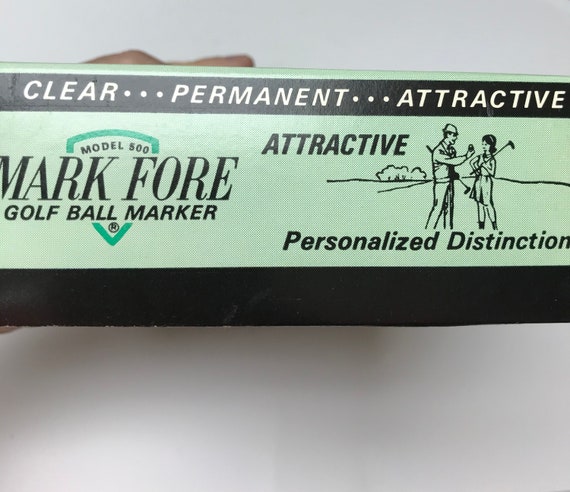 CLEAR...PERMANENT...ATTRACTIVE
MODEL 500
MARK FORE
GOLF BALL MARKER
®
ATTRACTIVE
Personalized Distinction